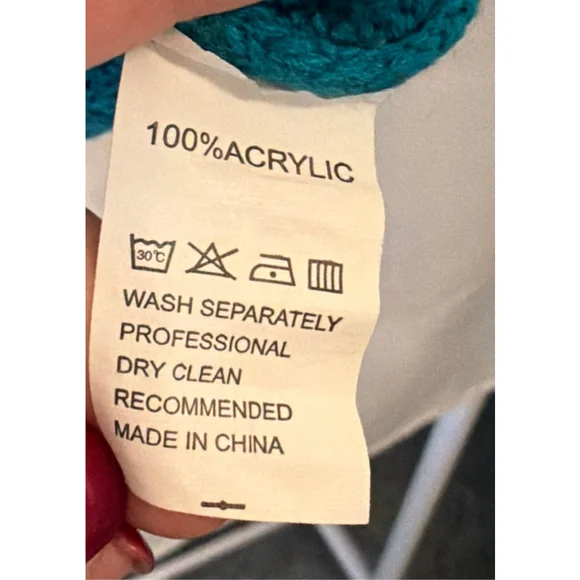 100%ACRYLIC
30°C
WASH SEPARATELY
PROFESSIONAL
DRY CLEAN
RECOMMENDED
MADE IN CHINA